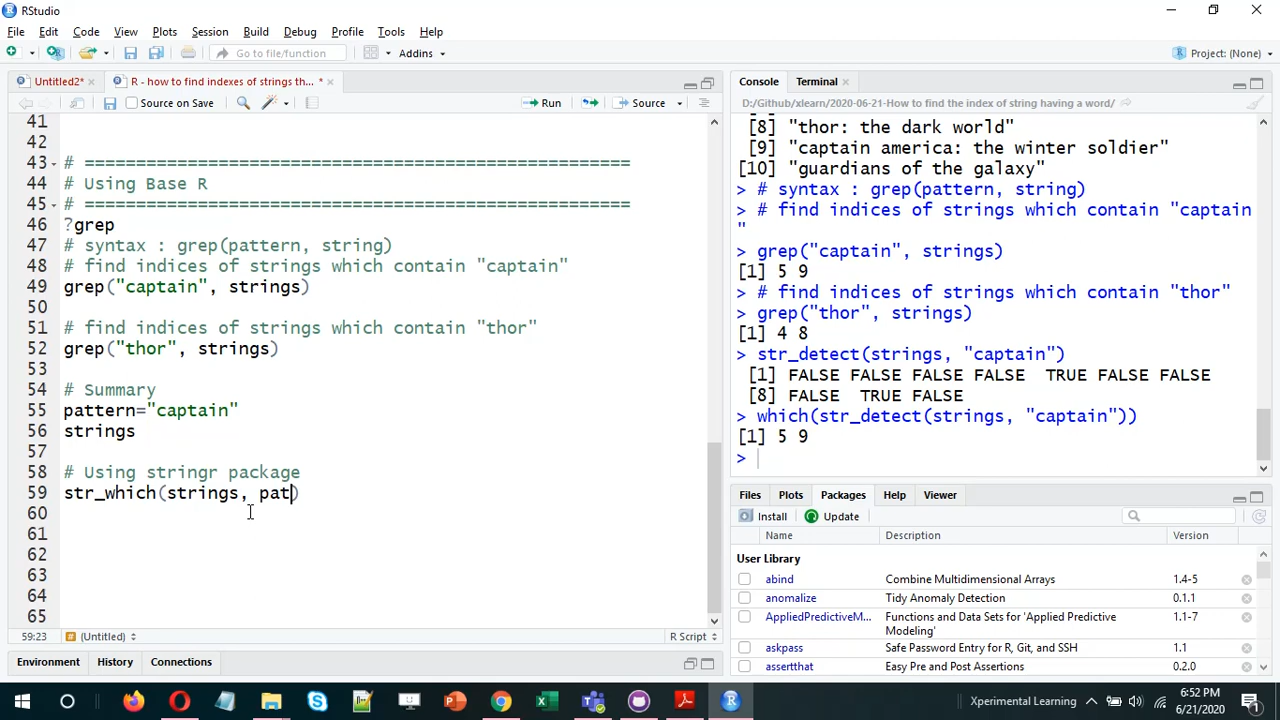 RStudio
File Edit Code View Plots Session Build Debug Profile Tools Help
Go to file/function Addins Project: (None)
Untitled2* R - how to find indexes of strings th... *
Source on Save Run Source
41
42
43 # =====================================================
44 # Using Base R
45 # =====================================================
46 ?grep
47 # syntax : grep(pattern, string)
48 # find indices of strings which contain "captain"
49 grep("captain", strings)
50
51 # find indices of strings which contain "thor"
52 grep("thor", strings)
53
54 # Summary
55 pattern="captain"
56 strings
57
58 # Using stringr package
59 str_which(strings, pat)
60
61
62
63
64
65
59:23 (Untitled) R Script
Environment History Connections
Console Terminal
D:/Github/xlearn/2020-06-21-How to find the index of string having a word/
[8] "thor: the dark world"
[9] "captain america: the winter soldier"
[10] "guardians of the galaxy"
> # syntax : grep(pattern, string)
> # find indices of strings which contain "captain
"
> grep("captain", strings)
[1] 5 9
> # find indices of strings which contain "thor"
> grep("thor", strings)
[1] 4 8
> str_detect(strings, "captain")
[1] FALSE FALSE FALSE FALSE  TRUE FALSE FALSE
[8] FALSE  TRUE FALSE
> which(str_detect(strings, "captain"))
[1] 5 9
>
Files Plots Packages Help Viewer
Install Update
Name Description Version
User Library
abind Combine Multidimensional Arrays 1.4-5
anomalize Tidy Anomaly Detection 0.1.1
AppliedPredictiveM... Functions and Data Sets for 'Applied Predictive 1.1-7
Modeling'
askpass Safe Password Entry for R, Git, and SSH 1.1
assertthat Easy Pre and Post Assertions 0.2.0
Xperimental Learning 6:52 PM
6/21/2020